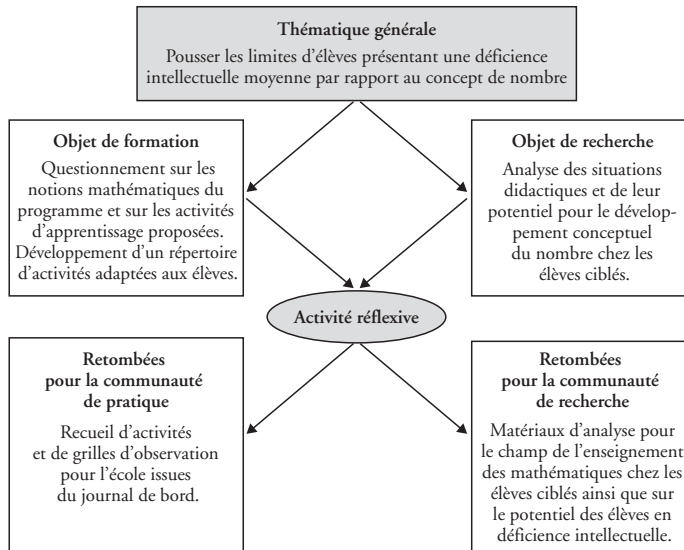 Thématique générale
Pousser les limites d'élèves présentant une déficience
intellectuelle moyenne par rapport au concept de nombre
Objet de formation
Questionnement sur les
notions mathématiques du
programme et sur les activités
d'apprentissage proposées.
Développement d'un répertoire
d'activités adaptées aux élèves.
Objet de recherche
Analyse des situations
didactiques et de leur
potentiel pour le dévelop-
pement conceptuel
du nombre chez les
élèves ciblés.
Activité réflexive
Retombées
pour la communauté
de pratique
Recueil d'activités
et de grilles d'observation
pour l'école issues
du journal de bord.
Retombées
pour la communauté
de recherche
Matériaux d'analyse pour
le champ de l'enseignement
des mathématiques chez les
élèves ciblés ainsi que sur
le potentiel des élèves en
déficience intellectuelle.